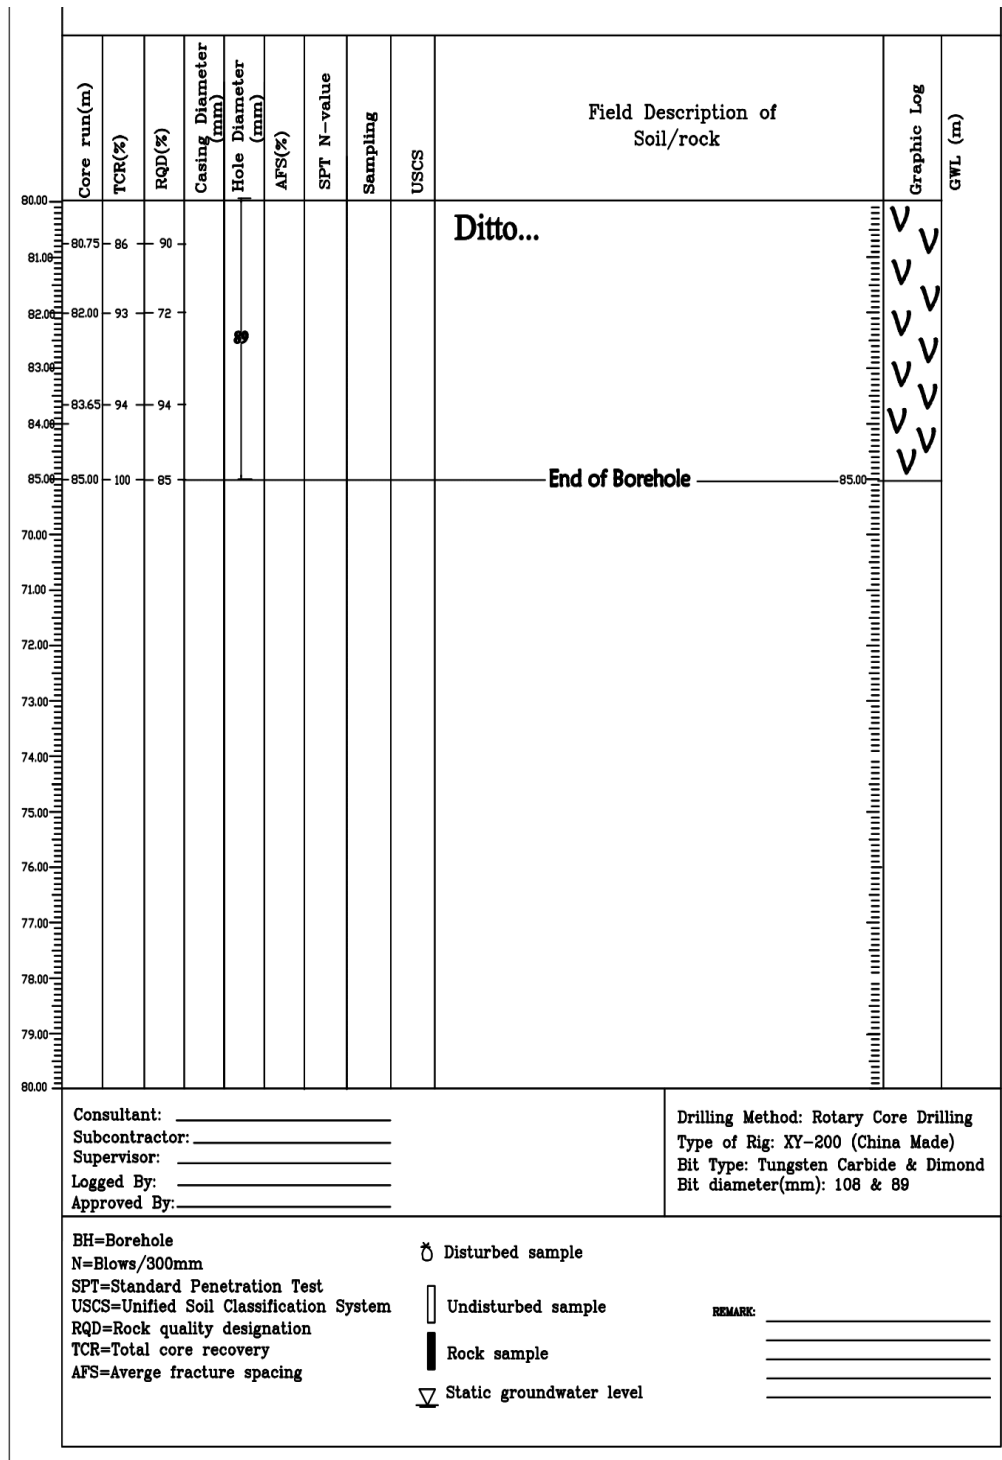 Core run(m)
TCR(%)
RQD(%)
Casing Diameter (mm)
Hole Diameter (mm)
AFS(%)
SPT N-value
Sampling
USCS
Field Description of
Soil/rock
Graphic Log
GWL (m)
80.00
Ditto...
80.75 86 90
81.00
82.00 82.00 93 72
89
83.00
83.65 94 94
84.00
85.00 85.00 100 85 End of Borehole 85.00
70.00
71.00
72.00
73.00
74.00
75.00
76.00
77.00
78.00
79.00
80.00
Consultant:
Subcontractor:
Supervisor:
Logged By:
Approved By:
Drilling Method: Rotary Core Drilling
Type of Rig: XY-200 (China Made)
Bit Type: Tungsten Carbide & Dimond
Bit diameter(mm): 108 & 89
BH=Borehole
N=Blows/300mm
SPT=Standard Penetration Test
USCS=Unified Soil Classification System
RQD=Rock quality designation
TCR=Total core recovery
AFS=Averge fracture spacing
Disturbed sample
Undisturbed sample
Rock sample
Static groundwater level
REMARK: